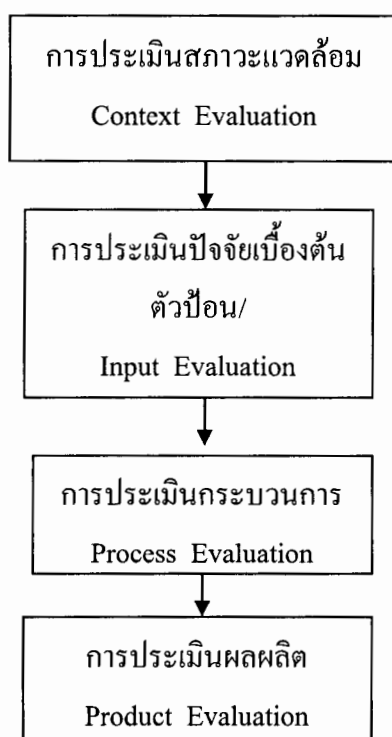 การประเมินสภาวะแวดล้อม
Context Evaluation
การประเมินปัจจัยเบื้องต้น
ตัวป้อน/
Input Evaluation
การประเมินกระบวนการ
Process Evaluation
การประเมินผลผลิต
Product Evaluation